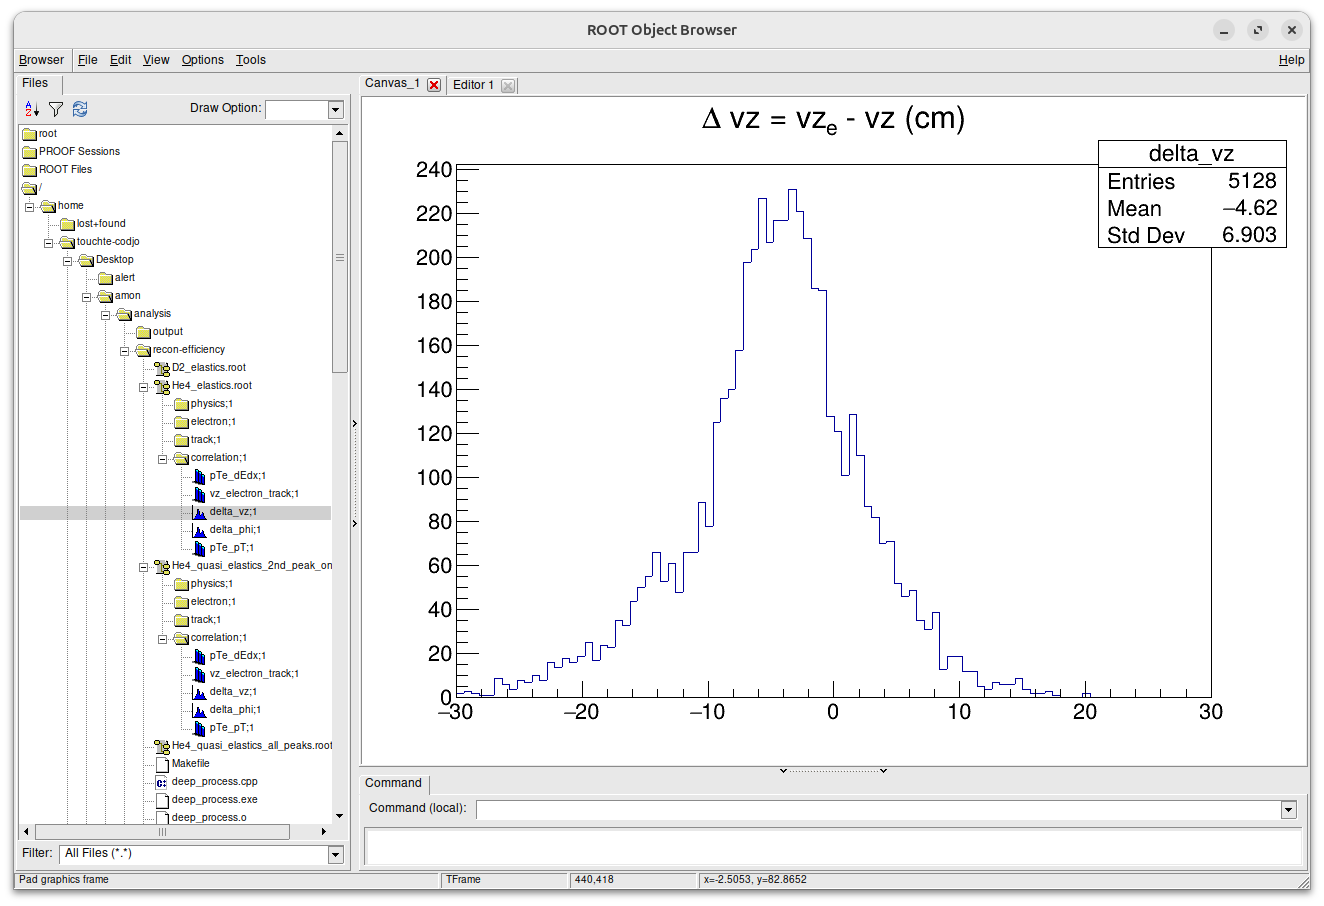 ROOT Object Browser
Browser File Edit View Options Tools Help
Files
Draw Option:
root
PROOF Sessions
ROOT Files
/
home
lost+found
touchte-codjo
Desktop
alert
amon
analysis
output
recon-efficiency
D2_elastics.root
He4_elastics.root
physics;1
electron;1
track;1
correlation;1
pTe_dEdx;1
vz_electron_track;1
delta_vz;1
delta_phi;1
pTe_pT;1
He4_quasi_elastics_2nd_peak_on
physics;1
electron;1
track;1
correlation;1
pTe_dEdx;1
vz_electron_track;1
delta_vz;1
delta_phi;1
pTe_pT;1
He4_quasi_elastics_all_peaks.root
Makefile
deep_process.cpp
deep_process.exe
deep_process.o
Filter: All Files (*.*)
Canvas_1 Editor 1
Δ vz = vzₑ - vz (cm)
delta_vz
Entries 5128
Mean −4.62
Std Dev 6.903
240
220
200
180
160
140
120
100
80
60
40
20
0
−30 −20 −10 0 10 20 30
Command
Command (local):
Pad graphics frame TFrame 440,418 x=-2.5053, y=82.8652